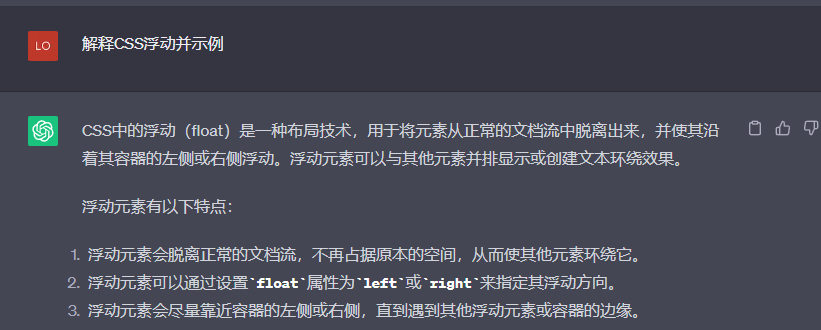 LO
解释CSS浮动并示例
CSS中的浮动（float）是一种布局技术，用于将元素从正常的文档流中脱离出来，并使其沿
着其容器的左侧或右侧浮动。浮动元素可以与其他元素并排显示或创建文本环绕效果。
浮动元素有以下特点：
1. 浮动元素会脱离正常的文档流，不再占据原本的空间，从而使其他元素环绕它。
2. 浮动元素可以通过设置`float`属性为`left`或`right`来指定其浮动方向。
3. 浮动元素会尽量靠近容器的左侧或右侧，直到遇到其他浮动元素或容器的边缘。